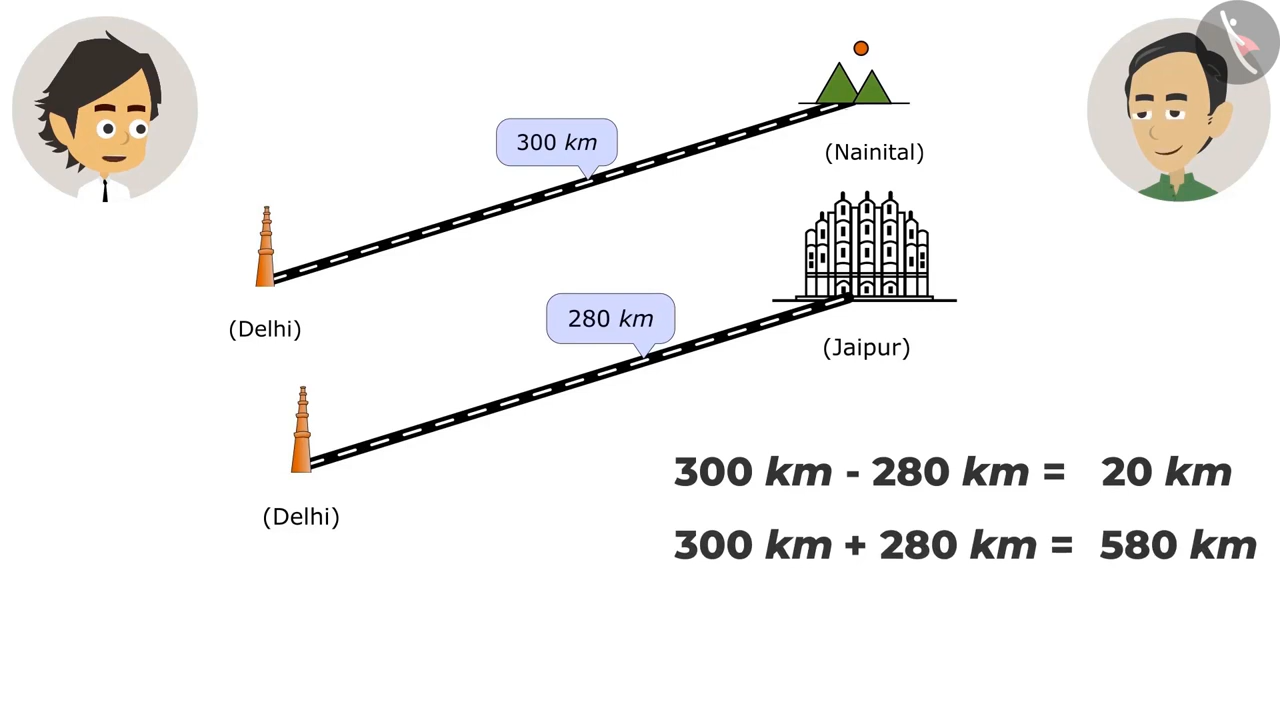 300 km
(Nainital)
(Delhi)
280 km
(Jaipur)
(Delhi)
300 km - 280 km = 20 km
300 km + 280 km = 580 km